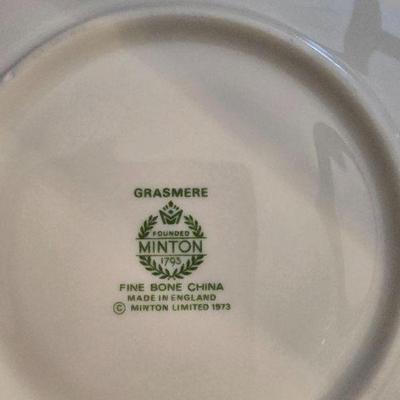 GRASMERE
FOUNDED
MINTON
1793
FINE BONE CHINA
MADE IN ENGLAND
© MINTON LIMITED 1973